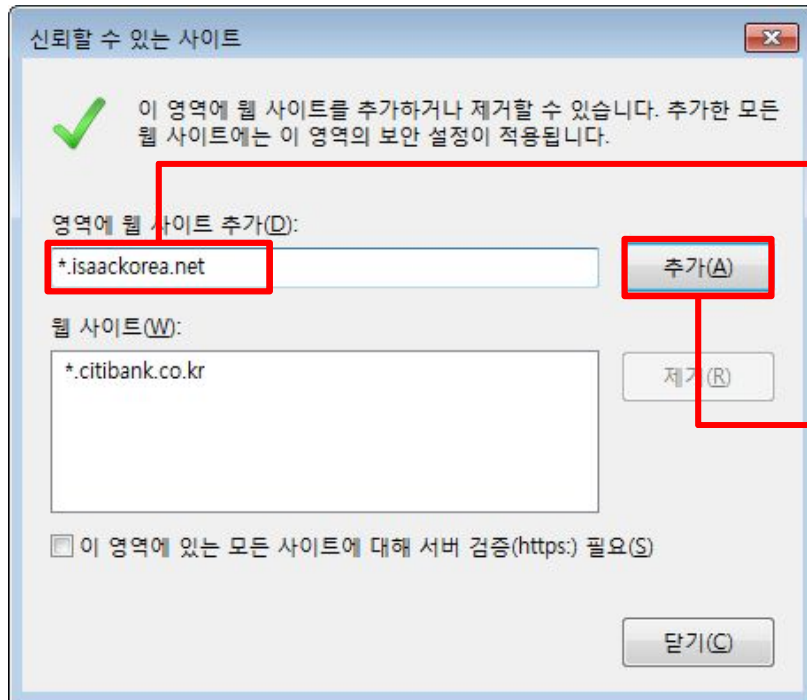 신뢰할 수 있는 사이트
이 영역에 웹 사이트를 추가하거나 제거할 수 있습니다. 추가한 모든
웹 사이트에는 이 영역의 보안 설정이 적용됩니다.
영역에 웹 사이트 추가(D):
*.isaackorea.net
추가(A)
웹 사이트(W):
*.citibank.co.kr
제거(R)
이 영역에 있는 모든 사이트에 대해 서버 검증(https:) 필요(S)
닫기(C)